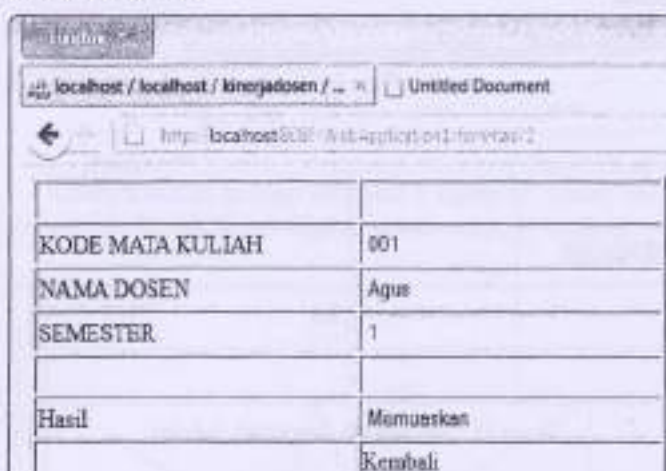 localhost / localhost / kinerjadosen / ... × Untitled Document
localhost
KODE MATA KULIAH 001
NAMA DOSEN Agus
SEMESTER 1
Hasil Memuaskan
Kembali